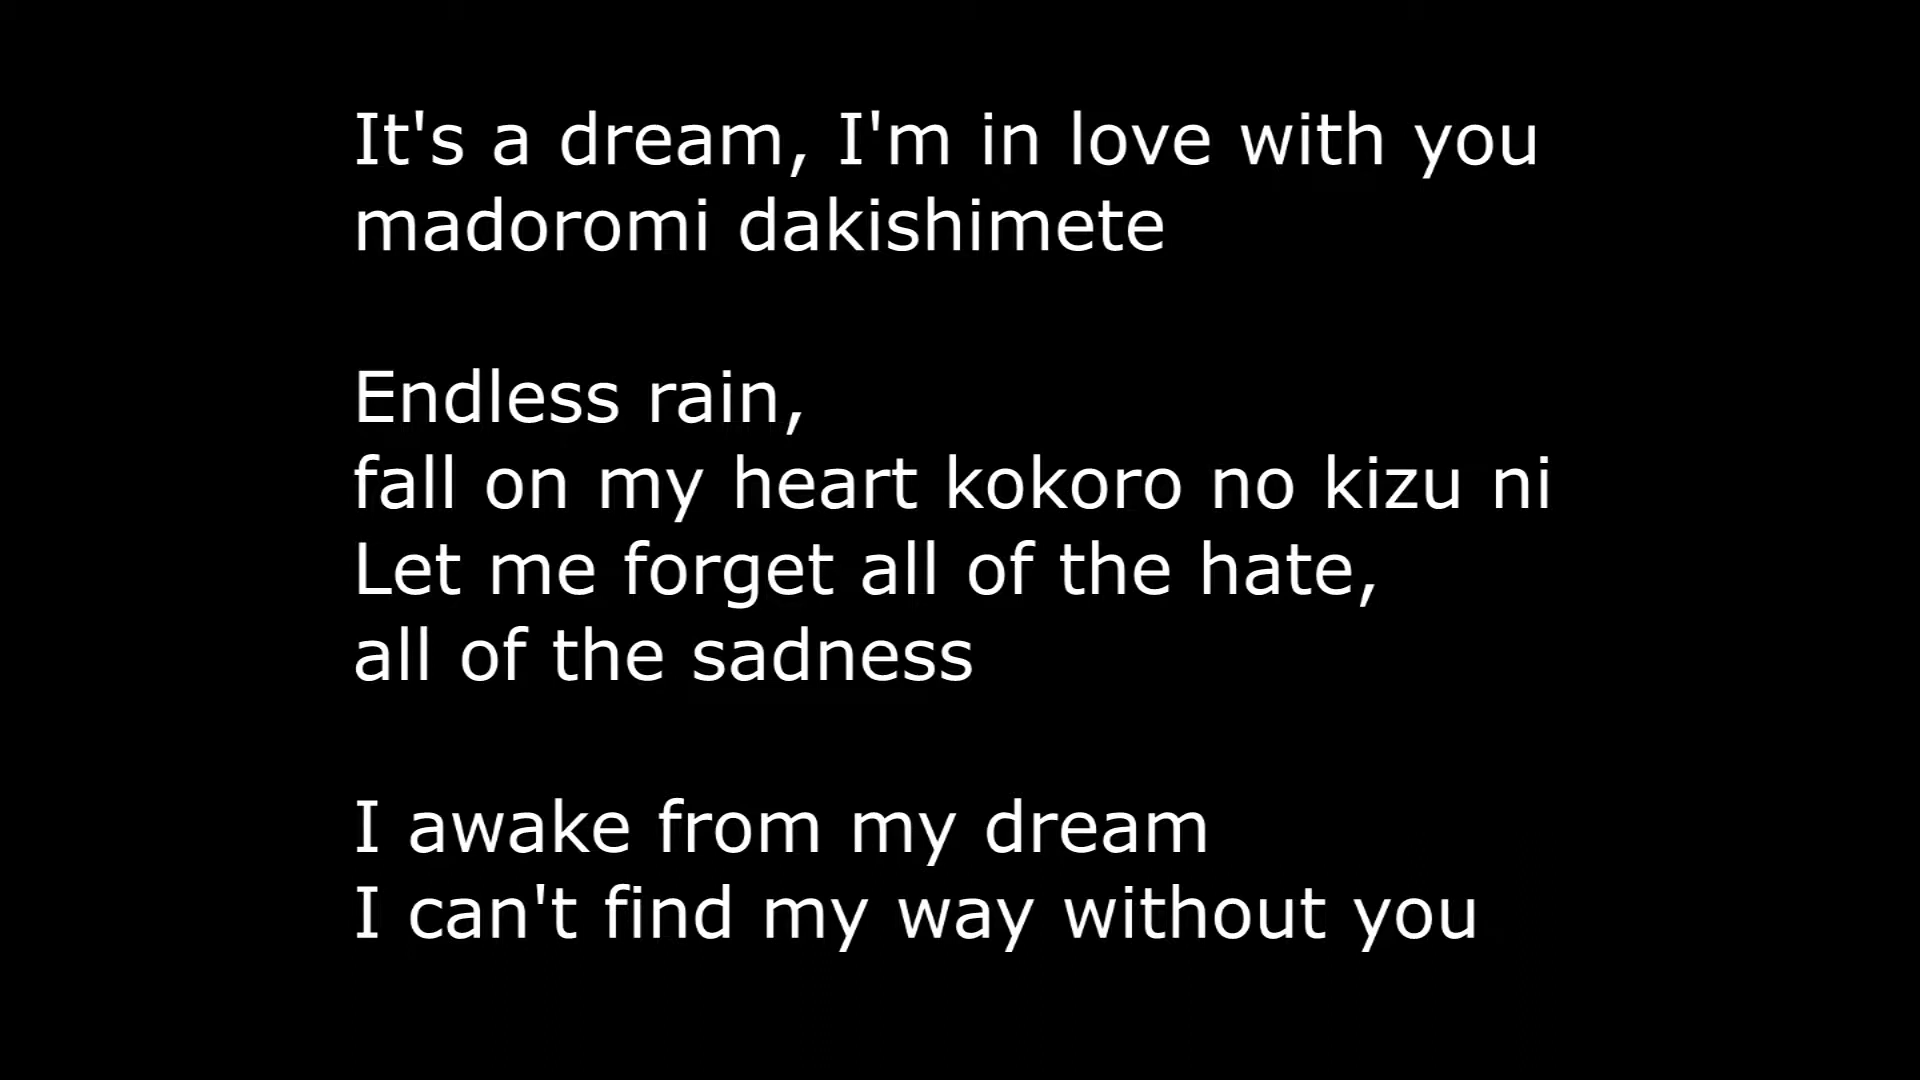 It's a dream, I'm in love with you
madoromi dakishimete
Endless rain,
fall on my heart kokoro no kizu ni
Let me forget all of the hate,
all of the sadness
I awake from my dream
I can't find my way without you